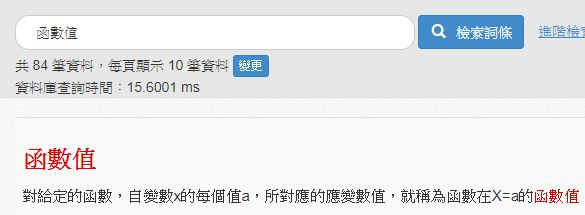 函數值
檢索詞條
進階檢索
共 84 筆資料，每頁顯示 10 筆資料 變更
資料庫查詢時間：15.6001 ms
函數值
對給定的函數，自變數x的每個值a，所對應的應變數值，就稱為函數在X=a的函數值